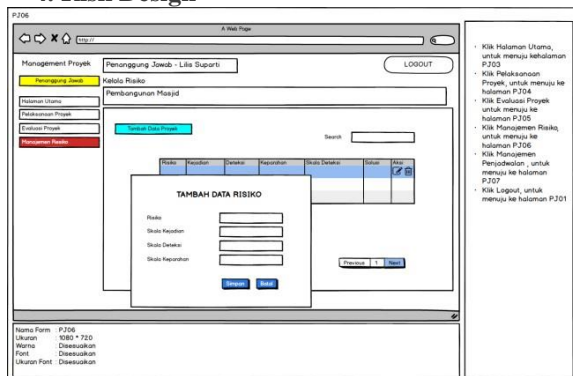 4. Risk Design
PJ06
A Web Page
http://
Management Proyek
Penanggung Jawab - Lilis Suparti
LOGOUT
Penanggung Jawab
Kelola Risiko
Pembangunan Masjid
Halaman Utama
Pelaksanaan Proyek
Evaluasi Proyek
Manajemen Resiko
Tambah Data Proyek
Search
Risiko Kejadian Deteksi Keparahan Skala Deteksi Solusi Aksi
TAMBAH DATA RISIKO
Risiko
Skala Kejadian
Skala Deteksi
Skala Keparahan
Simpan Batal
Previous 1 Next
Nama Form : PJ06
Ukuran : 1080 * 720
Warna : Disesuaikan
Font : Disesuaikan
Ukuran Font : Disesuaikan
· Klik Halaman Utama,
untuk menuju kehalaman
PJ03
· Klik Pelaksanaan
Proyek, untuk menuju ke
halaman PJ04
· Klik Evaluasi Proyek
untuk menuju ke
halaman PJ05
· Klik Manajemen Risiko,
untuk menuju ke
halaman PJ06
· Klik Manajemen
Penjadwalan , untuk
menuju ke halaman
PJ07
· Klik Logout, untuk
menuju ke halaman PJ01